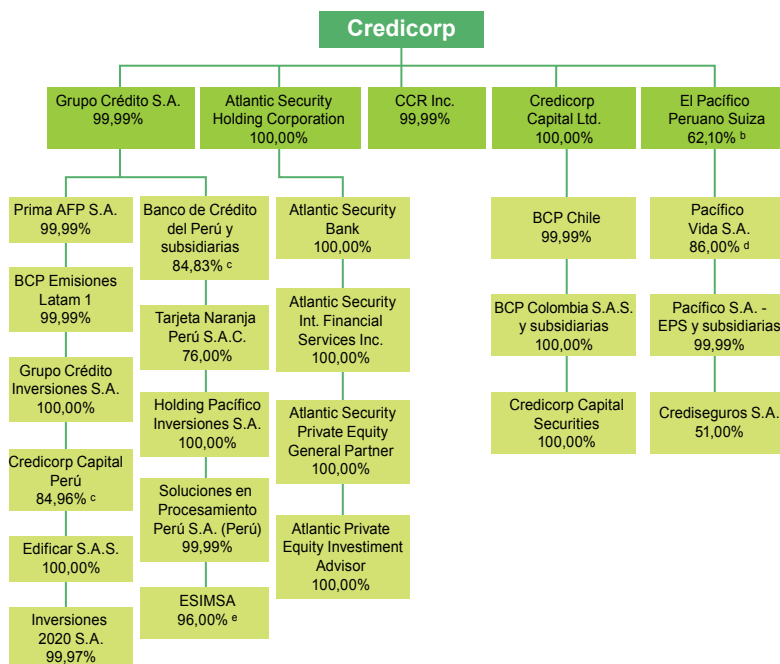 Credicorp
Grupo Crédito S.A.
99,99%
Atlantic Security
Holding Corporation
100,00%
CCR Inc.
99,99%
Credicorp
Capital Ltd.
100,00%
El Pacífico
Peruano Suiza
62,10% b
Prima AFP S.A.
99,99%
BCP Emisiones
Latam 1
99,99%
Grupo Crédito
Inversiones S.A.
100,00%
Credicorp Capital
Perú
84,96% c
Edificar S.A.S.
100,00%
Inversiones
2020 S.A.
99,97%
Banco de Crédito
del Perú y
subsidiarias
84,83% c
Tarjeta Naranja
Perú S.A.C.
76,00%
Holding Pacífico
Inversiones S.A.
100,00%
Soluciones en
Procesamiento
Perú S.A. (Perú)
99,99%
ESIMSA
96,00% e
Atlantic Security
Bank
100,00%
Atlantic Security
Int. Financial
Services Inc.
100,00%
Atlantic Security
Private Equity
General Partner
100,00%
Atlantic Private
Equity Investiment
Advisor
100,00%
BCP Chile
99,99%
BCP Colombia S.A.S.
y subsidiarias
100,00%
Credicorp Capital
Securities
100,00%
Pacífico
Vida S.A.
86,00% d
Pacífico S.A. -
EPS y subsidiarias
99,99%
Crediseguros S.A.
51,00%